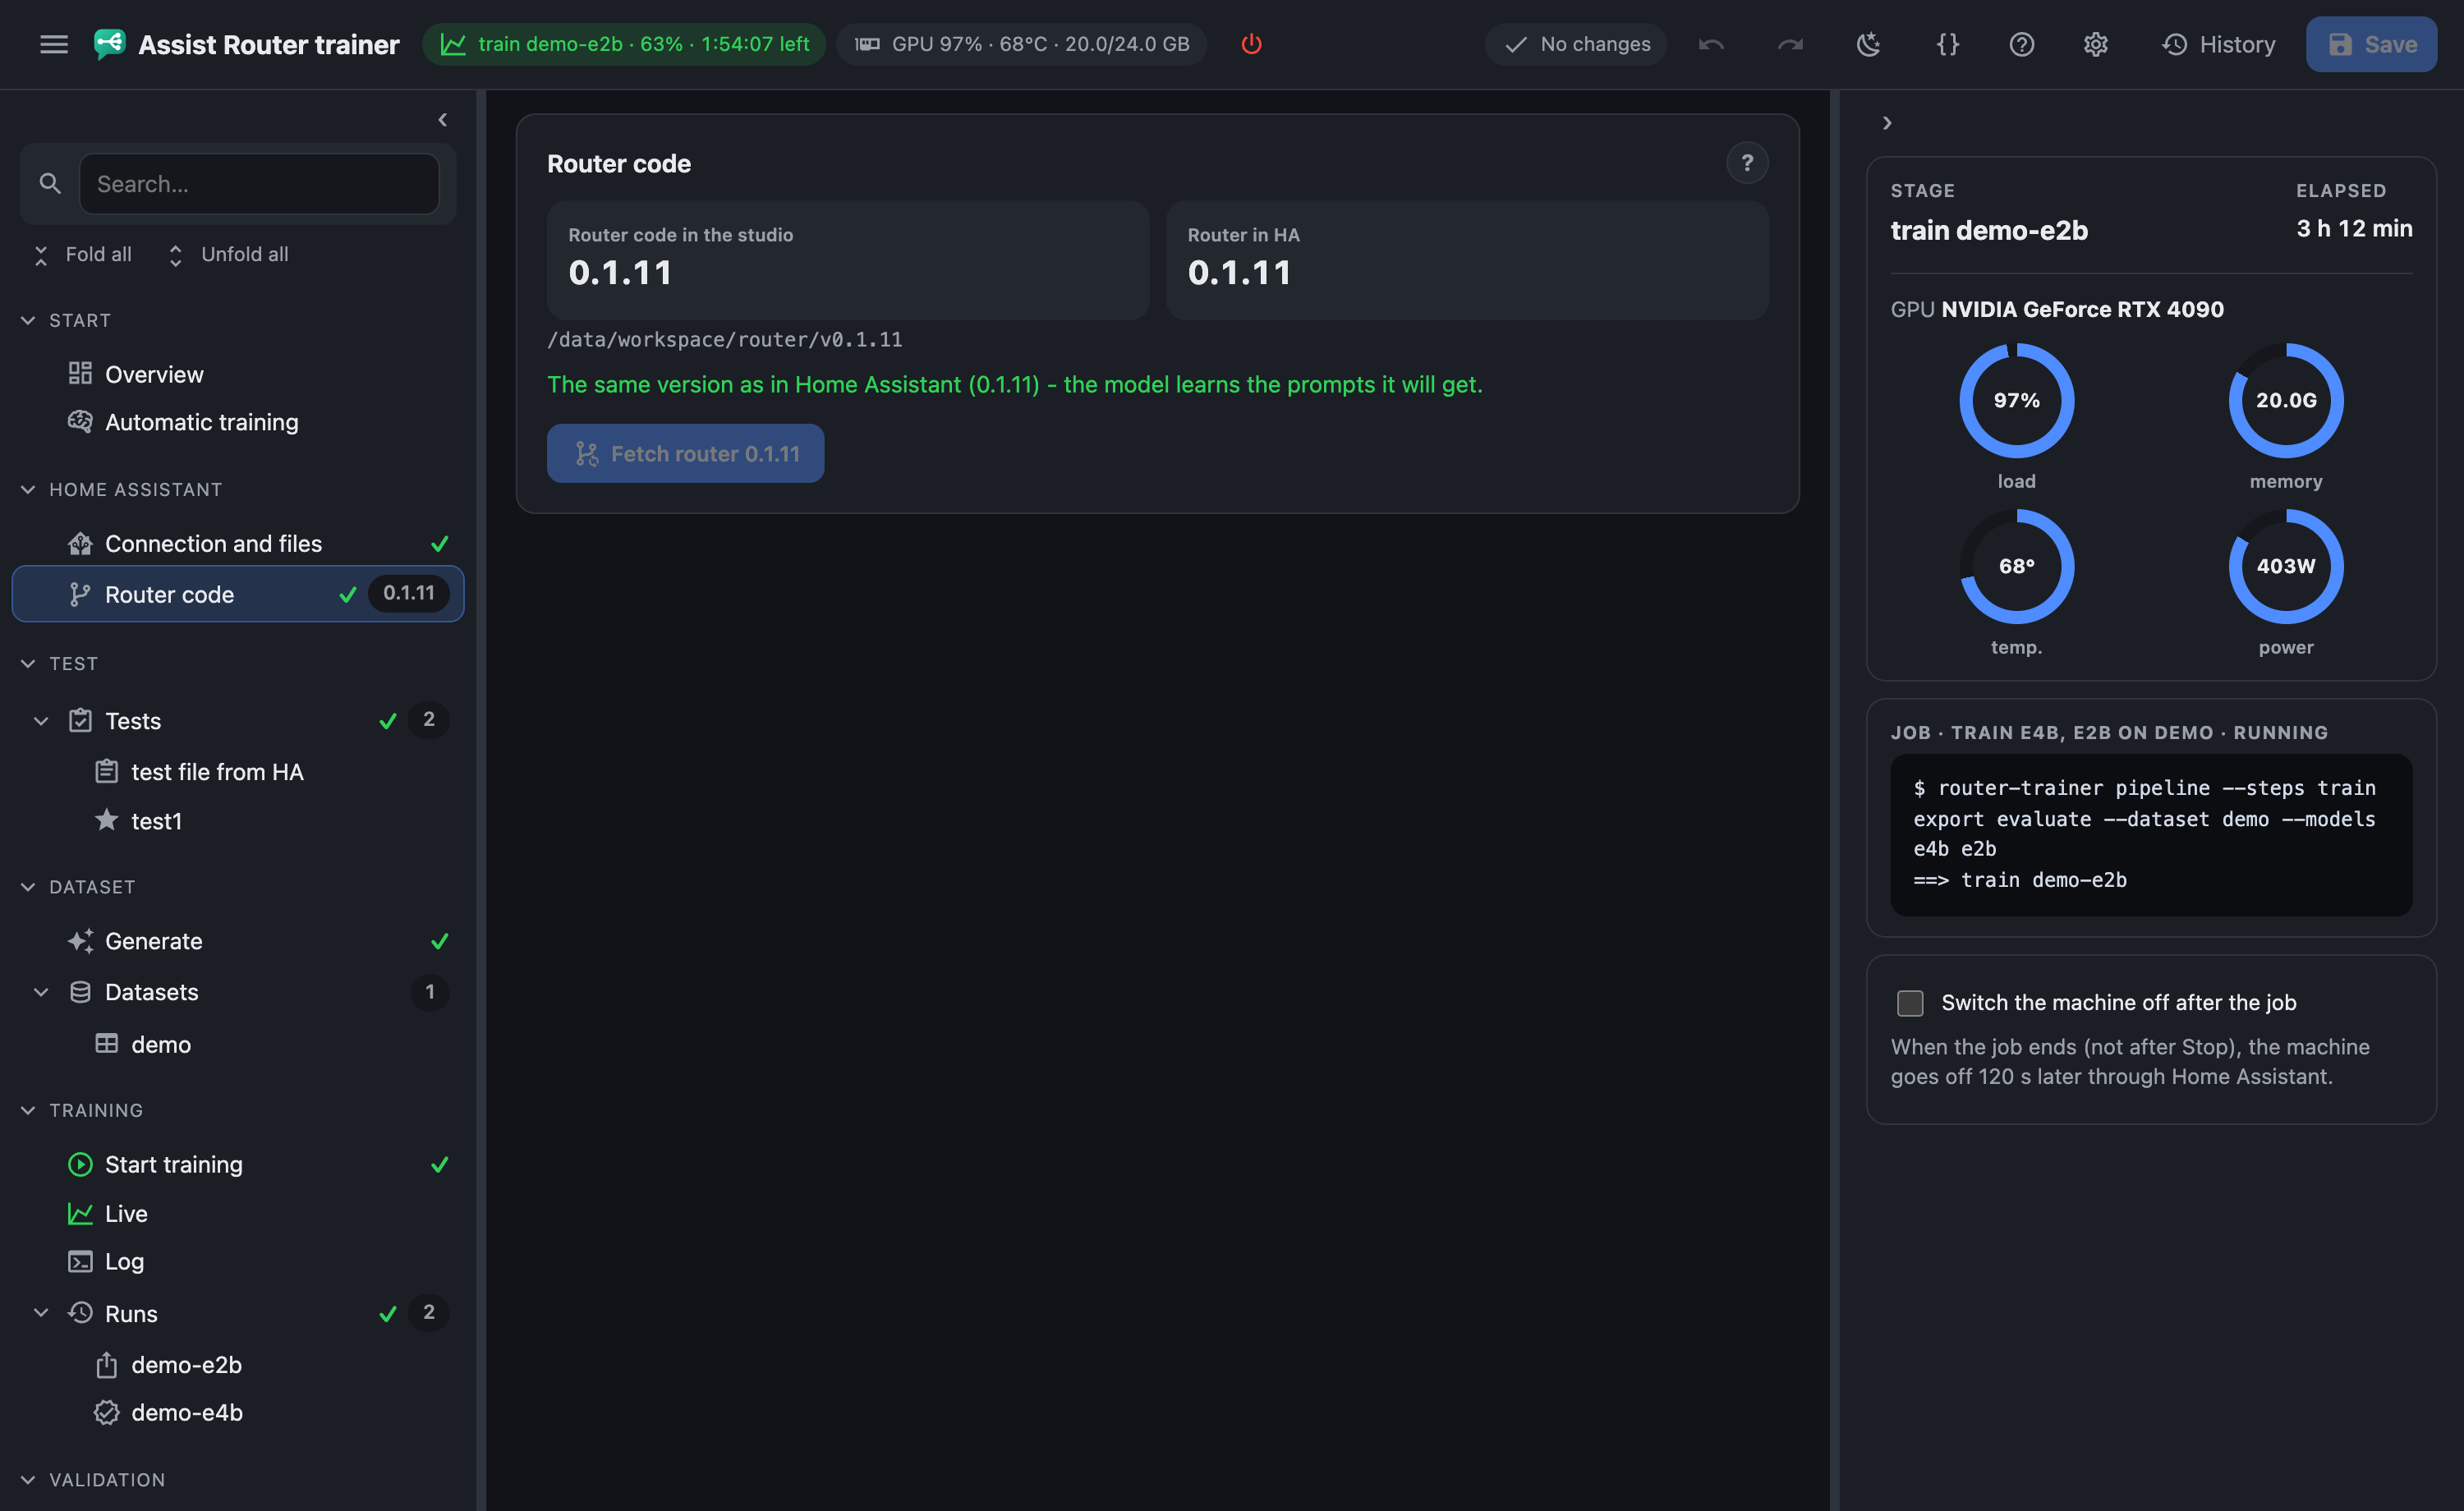 Assist Router trainer
train demo-e2b · 63% · 1:54:07 left
GPU 97% · 68°C · 20.0/24.0 GB
No changes
{}
History
Save
Search...
Fold all
Unfold all
START
Overview
Automatic training
HOME ASSISTANT
Connection and files
Router code
0.1.11
TEST
Tests
2
test file from HA
test1
DATASET
Generate
Datasets
1
demo
TRAINING
Start training
Live
Log
Runs
2
demo-e2b
demo-e4b
VALIDATION
Router code
?
Router code in the studio
0.1.11
Router in HA
0.1.11
/data/workspace/router/v0.1.11
The same version as in Home Assistant (0.1.11) - the model learns the prompts it will get.
Fetch router 0.1.11
STAGE
train demo-e2b
ELAPSED
3 h 12 min
GPU NVIDIA GeForce RTX 4090
97%
load
20.0G
memory
68°
temp.
403W
power
JOB · TRAIN E4B, E2B ON DEMO · RUNNING
$ router-trainer pipeline --steps train
export evaluate --dataset demo --models
e4b e2b
==> train demo-e2b
Switch the machine off after the job
When the job ends (not after Stop), the machine
goes off 120 s later through Home Assistant.